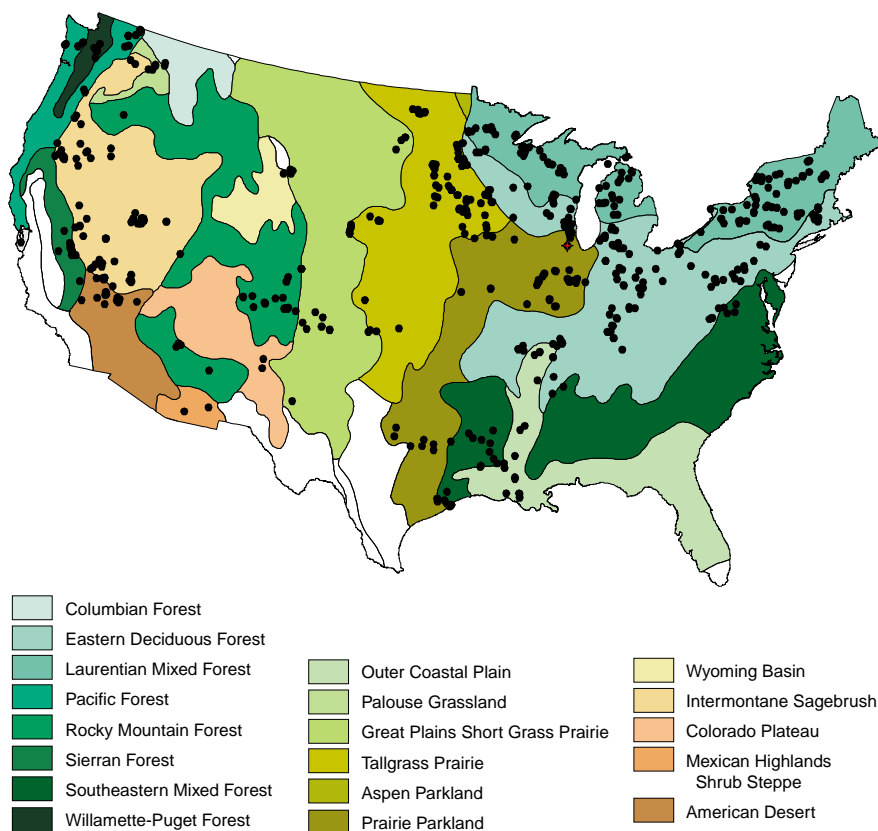 Columbian Forest
Eastern Deciduous Forest
Laurentian Mixed Forest
Pacific Forest
Rocky Mountain Forest
Sierran Forest
Southeastern Mixed Forest
Willamette-Puget Forest
Outer Coastal Plain
Palouse Grassland
Great Plains Short Grass Prairie
Tallgrass Prairie
Aspen Parkland
Prairie Parkland
Wyoming Basin
Intermontane Sagebrush
Colorado Plateau
Mexican Highlands
Shrub Steppe
American Desert